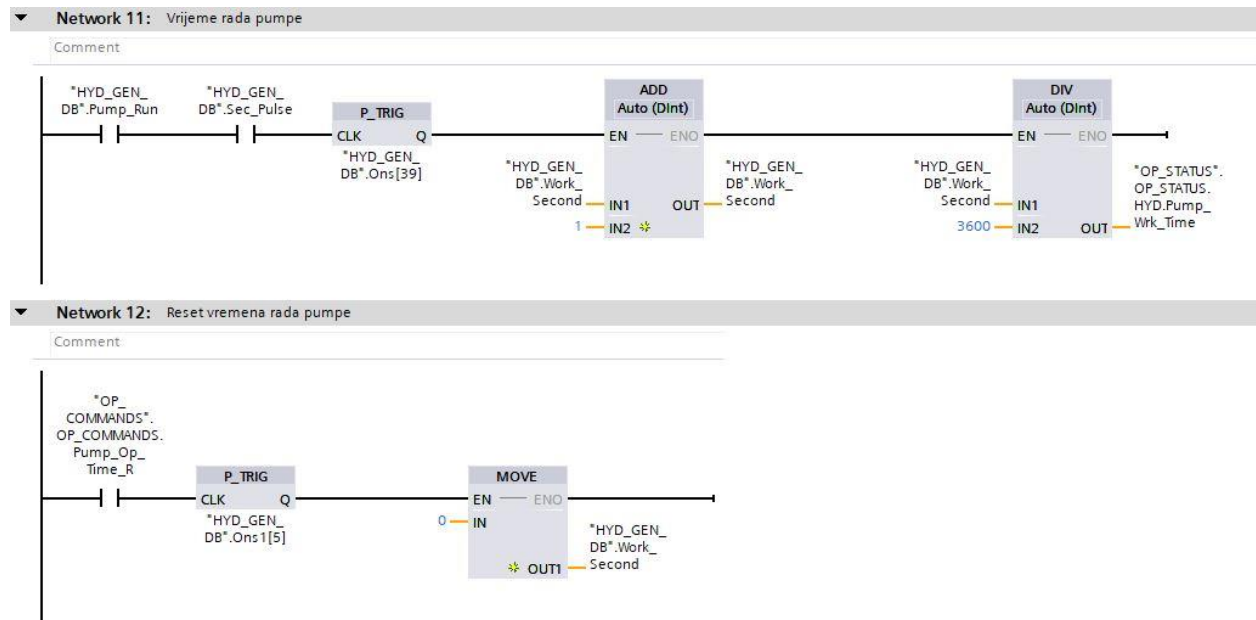 Network 11: Vrijeme rada pumpe
Comment
"HYD_GEN_
DB".Pump_Run
"HYD_GEN_
DB".Sec_Pulse
P_TRIG
CLK Q
"HYD_GEN_
DB".Ons[39]
ADD
Auto (DInt)
EN ENO
"HYD_GEN_
DB".Work_
Second
IN1 OUT
"HYD_GEN_
DB".Work_
Second
1 IN2
DIV
Auto (DInt)
EN ENO
"HYD_GEN_
DB".Work_
Second
IN1
3600 IN2 OUT
"OP_STATUS".
OP_STATUS.
HYD.Pump_
Wrk_Time
Network 12: Reset vremena rada pumpe
Comment
"OP_
COMMANDS".
OP_COMMANDS.
Pump_Op_
Time_R
P_TRIG
CLK Q
"HYD_GEN_
DB".Ons1[5]
MOVE
EN ENO
0 IN
OUT1
"HYD_GEN_
DB".Work_
Second